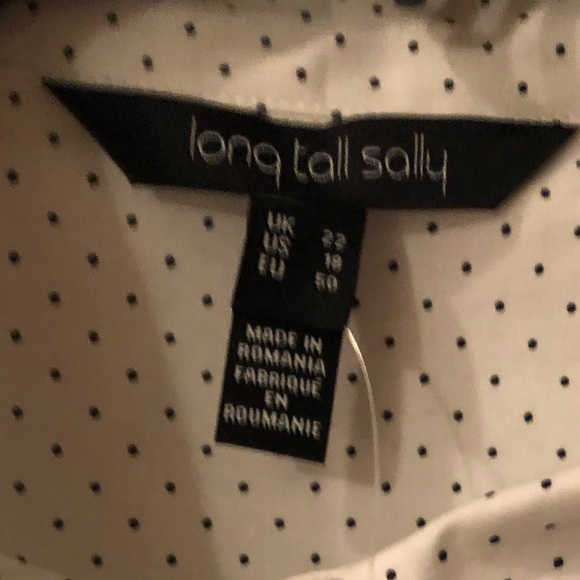 long tall sally
UK 22
US 18
EU 50
MADE IN
ROMANIA
FABRIQUÉ
EN
ROUMANIE